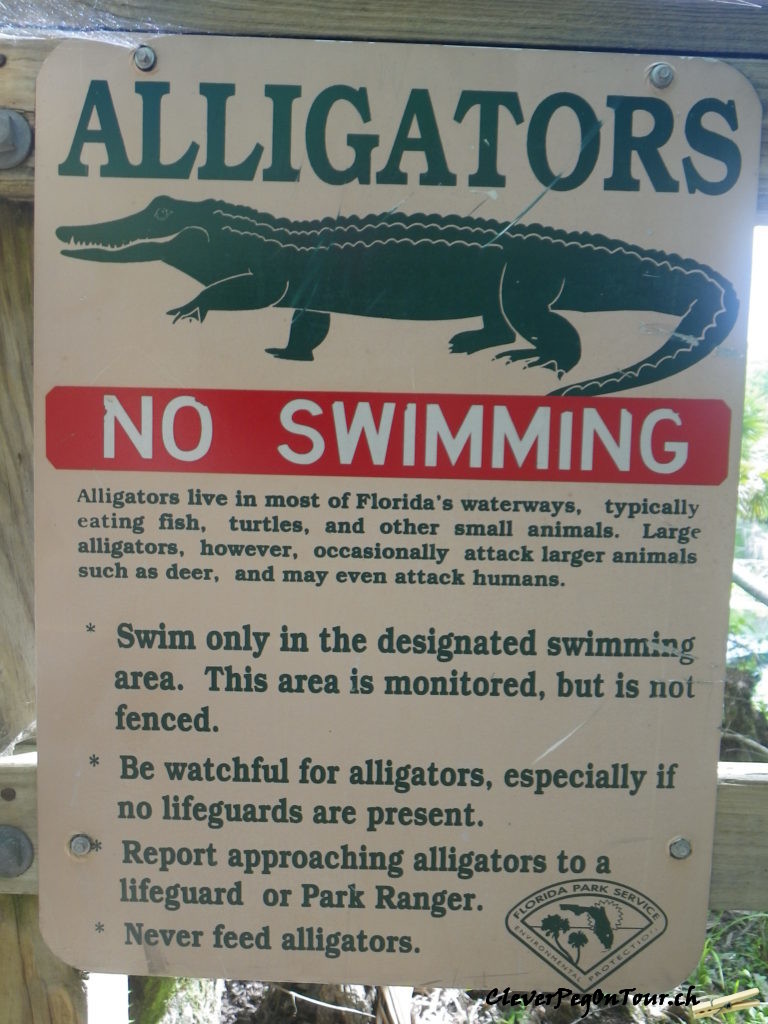 ALLIGATORS
NO SWIMMING
Alligators live in most of Florida's waterways, typically
eating fish, turtles, and other small animals. Large
alligators, however, occasionally attack larger animals
such as deer, and may even attack humans.
* Swim only in the designated swimming
area. This area is monitored, but is not
fenced.
* Be watchful for alligators, especially if
no lifeguards are present.
* Report approaching alligators to a
lifeguard or Park Ranger.
* Never feed alligators.
FLORIDA PARK SERVICE
ENVIRONMENTAL PROTECTION
CleverPegOnTour.ch